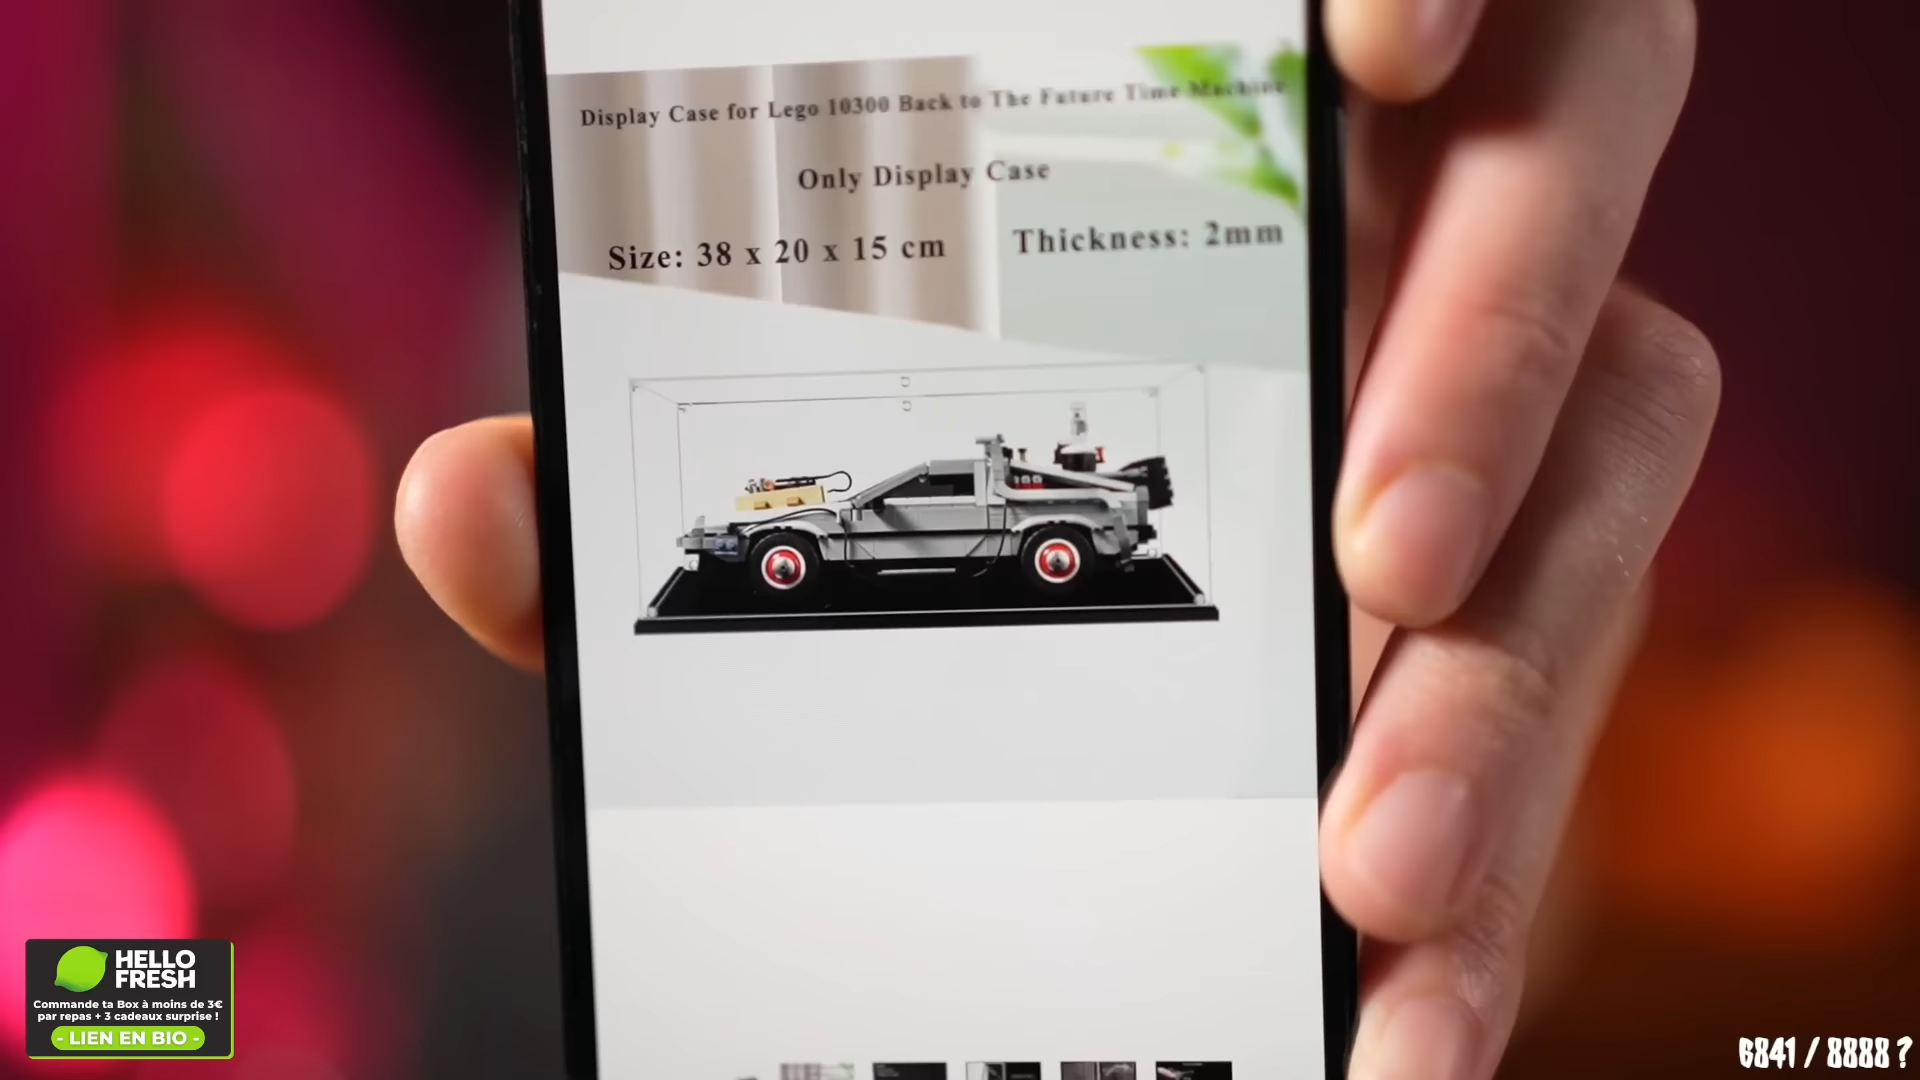 Display Case for Lego 10300 Back to The Future Time Machine
Only Display Case
Size: 38 x 20 x 15 cm
Thickness: 2mm
HELLO
FRESH
Commande ta Box à moins de 3€
par repas + 3 cadeaux surprise !
- LIEN EN BIO -
6841 / 8888 ?